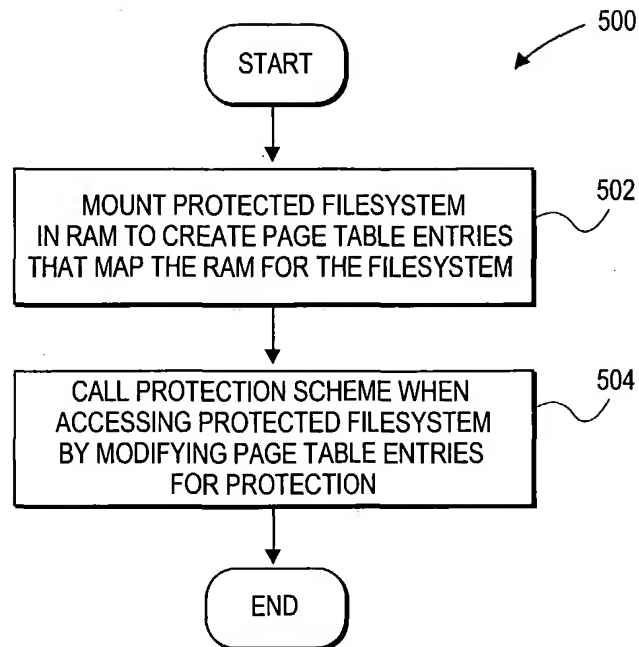 500
START
MOUNT PROTECTED FILESYSTEM
IN RAM TO CREATE PAGE TABLE ENTRIES
THAT MAP THE RAM FOR THE FILESYSTEM
502
CALL PROTECTION SCHEME WHEN
ACCESSING PROTECTED FILESYSTEM
BY MODIFYING PAGE TABLE ENTRIES
FOR PROTECTION
504
END